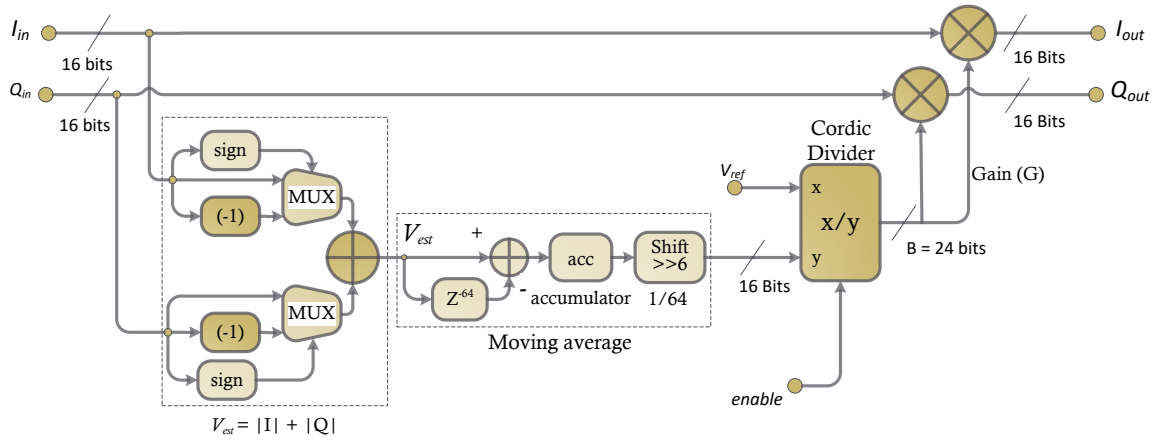 I_in
16 bits
16 Bits
I_out
Q_in
16 bits
16 Bits
Q_out
sign
MUX
(-1)
MUX
(-1)
sign
V_est = |I| + |Q|
V_est
+
-
Z^-64
acc
accumulator
Shift
>>6
1/64
Moving average
16 Bits
V_ref
Cordic
Divider
x
x/y
y
B = 24 bits
Gain (G)
enable